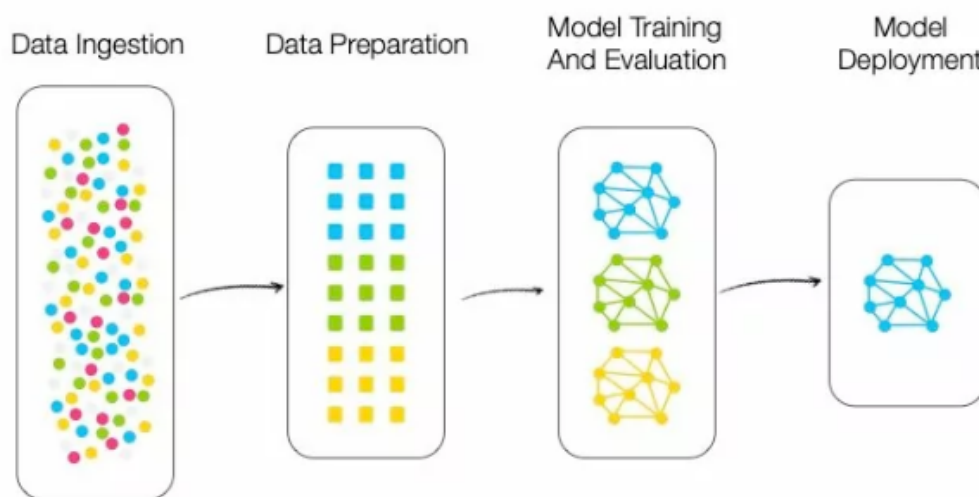 Data Ingestion
Data Preparation
Model Training
And Evaluation
Model
Deployment